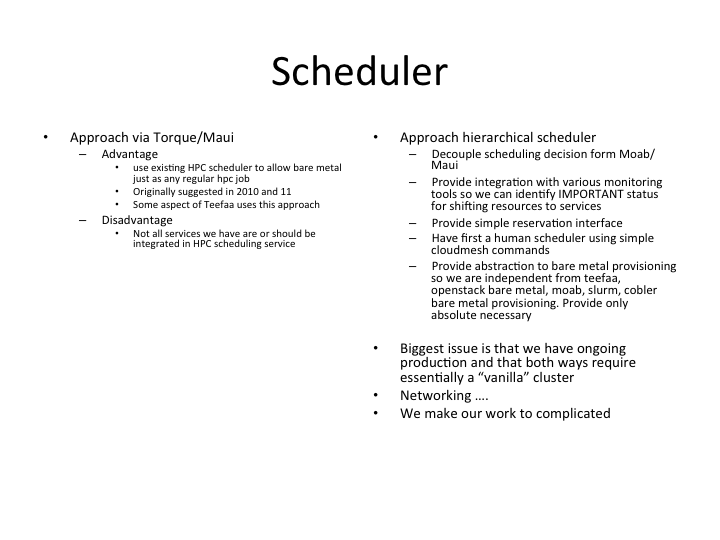 Scheduler
• Approach via Torque/Maui
– Advantage
• use existing HPC scheduler to allow bare metal
just as any regular hpc job
• Originally suggested in 2010 and 11
• Some aspect of Teefaa uses this approach
– Disadvantage
• Not all services we have are or should be
integrated in HPC scheduling service
• Approach hierarchical scheduler
– Decouple scheduling decision form Moab/
Maui
– Provide integration with various monitoring
tools so we can identify IMPORTANT status
for shifting resources to services
– Provide simple reservation interface
– Have first a human scheduler using simple
cloudmesh commands
– Provide abstraction to bare metal provisioning
so we are independent from teefaa,
openstack bare metal, moab, slurm, cobler
bare metal provisioning. Provide only
absolute necessary
• Biggest issue is that we have ongoing
production and that both ways require
essentially a “vanilla” cluster
• Networking ….
• We make our work to complicated